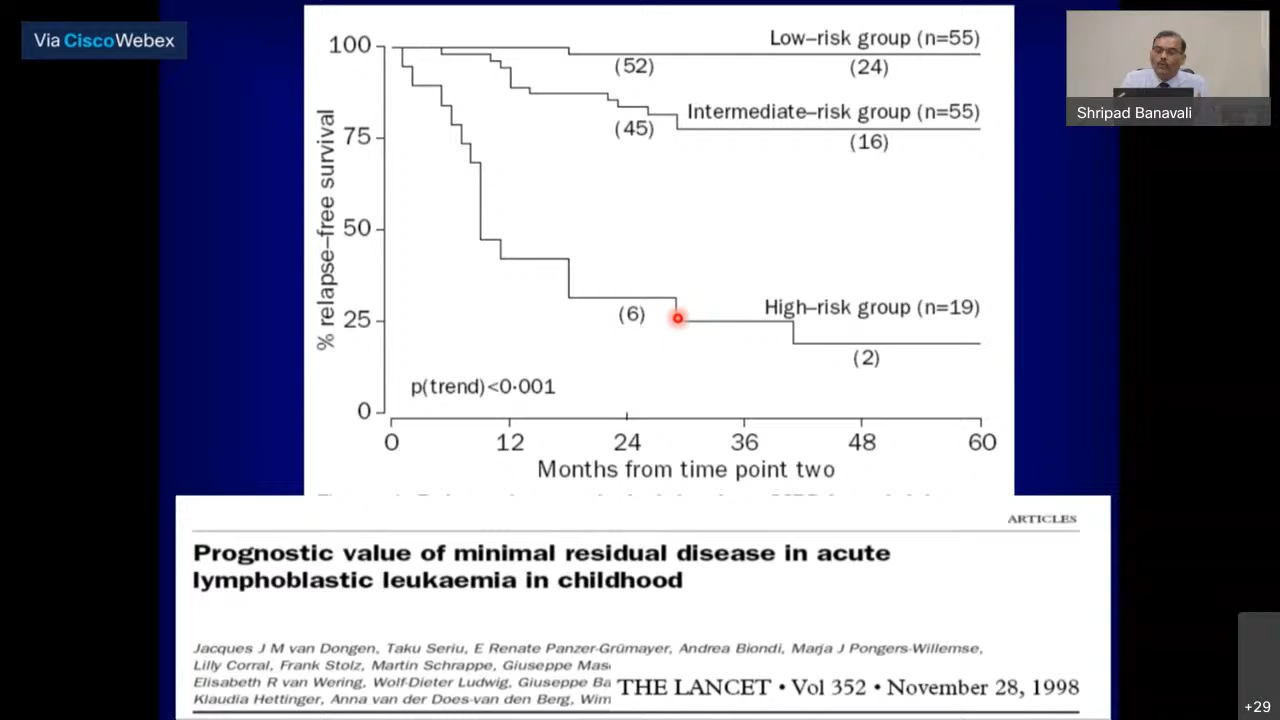 Via Cisco Webex
Shripad Banavali
Low–risk group (n=55)
(52)
(24)
Intermediate–risk group (n=55)
(45)
(16)
High–risk group (n=19)
(6)
(2)
p(trend)<0·001
% relapse–free survival
100
75
50
25
0
0 12 24 36 48 60
Months from time point two
ARTICLES
Prognostic value of minimal residual disease in acute
lymphoblastic leukaemia in childhood
Jacques J M van Dongen, Taku Seriu, E Renate Panzer-Grümayer, Andrea Biondi, Marja J Pongers-Willemse,
Lilly Corral, Frank Stolz, Martin Schrappe, Giuseppe Mas
Elisabeth R van Wering, Wolf-Dieter Ludwig, Giuseppe Ba
Klaudia Hettinger, Anna van der Does-van den Berg, Wim
THE LANCET • Vol 352 • November 28, 1998
+29